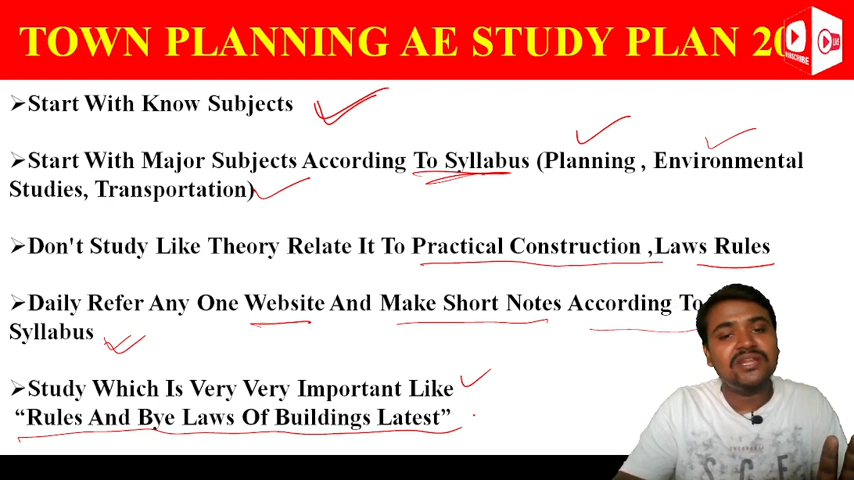 TOWN PLANNING AE STUDY PLAN 20
SUBSCRIBE
LIVE
➢Start With Know Subjects
➢Start With Major Subjects According To Syllabus (Planning , Environmental
Studies, Transportation)
➢Don't Study Like Theory Relate It To Practical Construction ,Laws Rules
➢Daily Refer Any One Website And Make Short Notes According To
Syllabus
➢Study Which Is Very Very Important Like
“Rules And Bye Laws Of Buildings Latest”